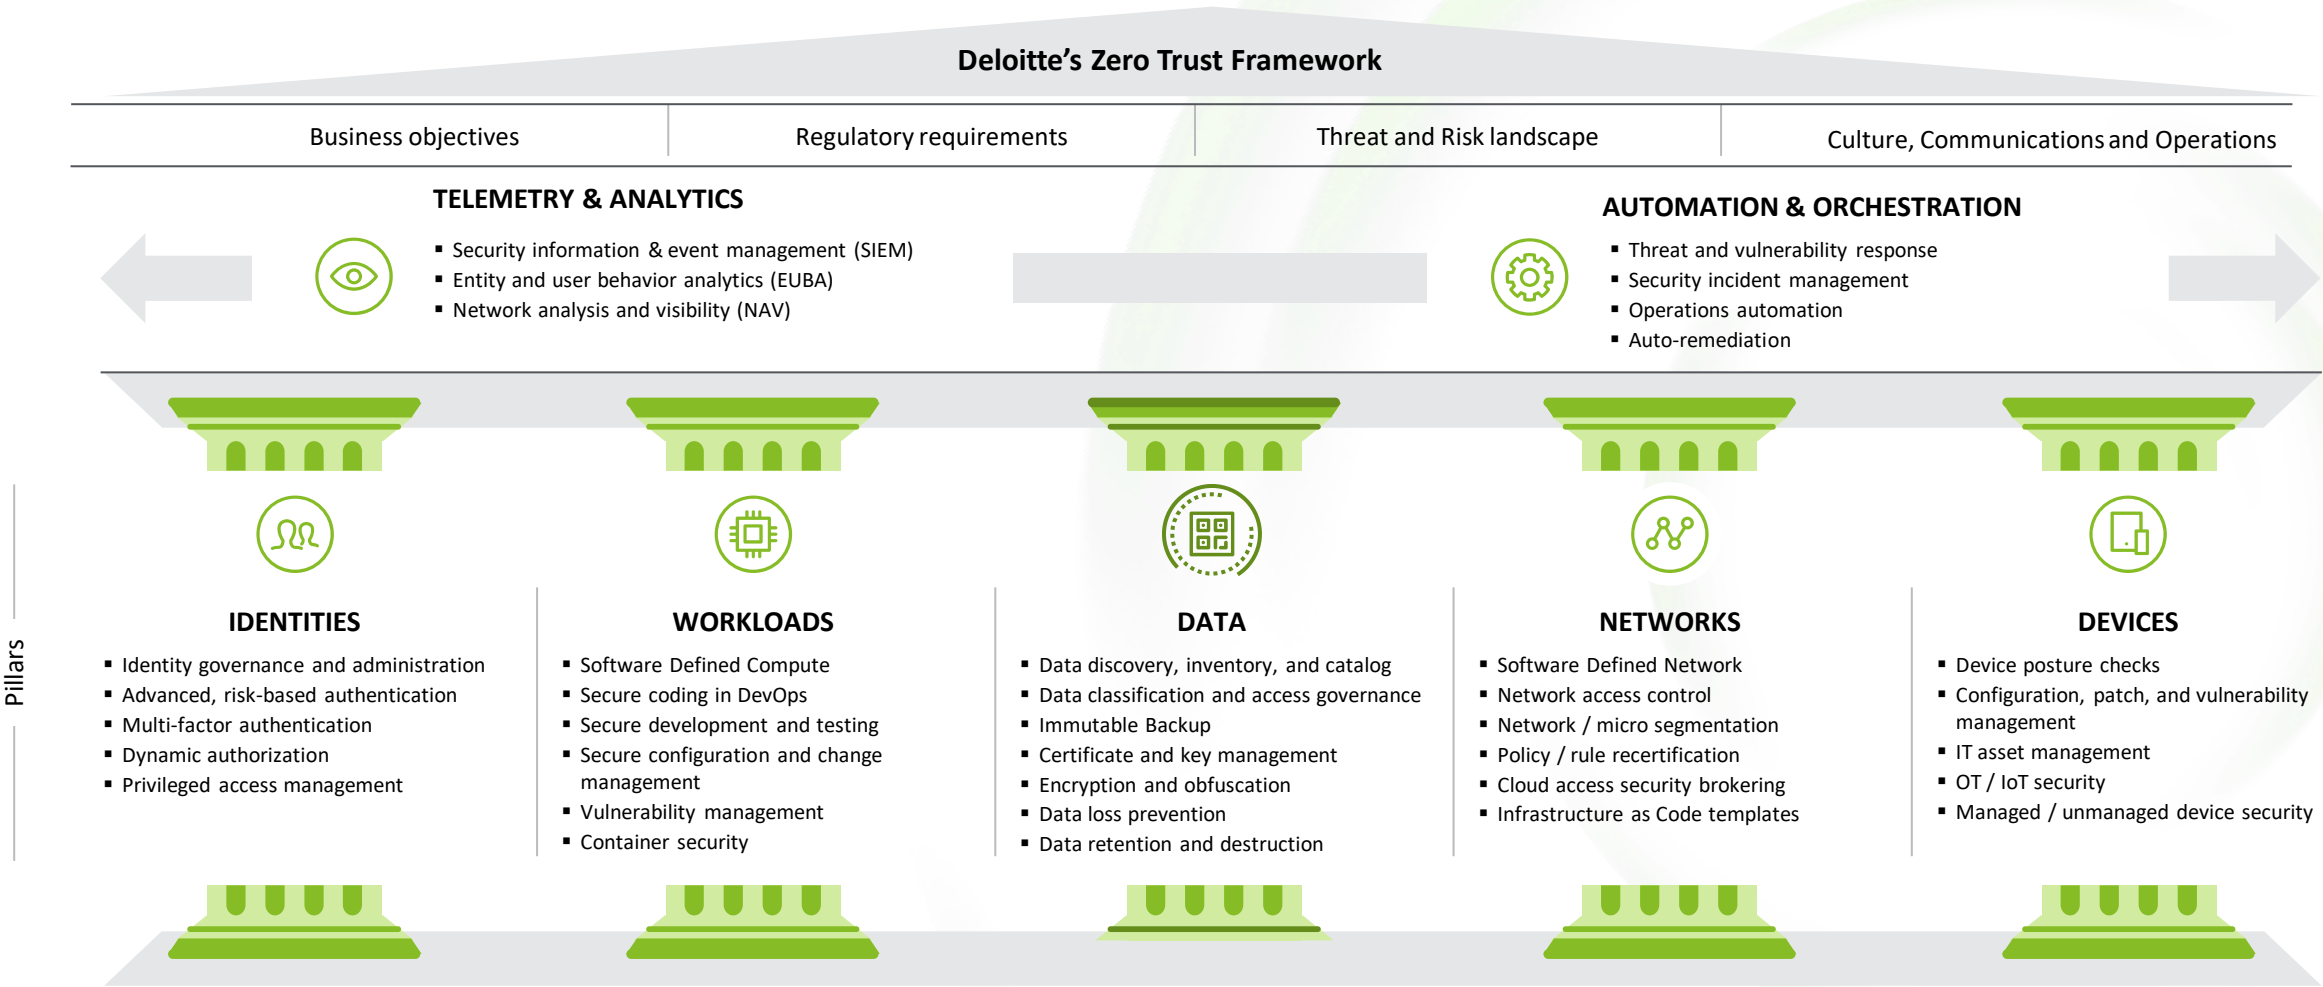 Deloitte's Zero Trust Framework
Business objectives
Regulatory requirements
Threat and Risk landscape
Culture, Communications and Operations
TELEMETRY & ANALYTICS
▪ Security information & event management (SIEM)
▪ Entity and user behavior analytics (EUBA)
▪ Network analysis and visibility (NAV)
AUTOMATION & ORCHESTRATION
▪ Threat and vulnerability response
▪ Security incident management
▪ Operations automation
▪ Auto-remediation
Pillars
IDENTITIES
▪ Identity governance and administration
▪ Advanced, risk-based authentication
▪ Multi-factor authentication
▪ Dynamic authorization
▪ Privileged access management
WORKLOADS
▪ Software Defined Compute
▪ Secure coding in DevOps
▪ Secure development and testing
▪ Secure configuration and change
management
▪ Vulnerability management
▪ Container security
DATA
▪ Data discovery, inventory, and catalog
▪ Data classification and access governance
▪ Immutable Backup
▪ Certificate and key management
▪ Encryption and obfuscation
▪ Data loss prevention
▪ Data retention and destruction
NETWORKS
▪ Software Defined Network
▪ Network access control
▪ Network / micro segmentation
▪ Policy / rule recertification
▪ Cloud access security brokering
▪ Infrastructure as Code templates
DEVICES
▪ Device posture checks
▪ Configuration, patch, and vulnerability
management
▪ IT asset management
▪ OT / IoT security
▪ Managed / unmanaged device security